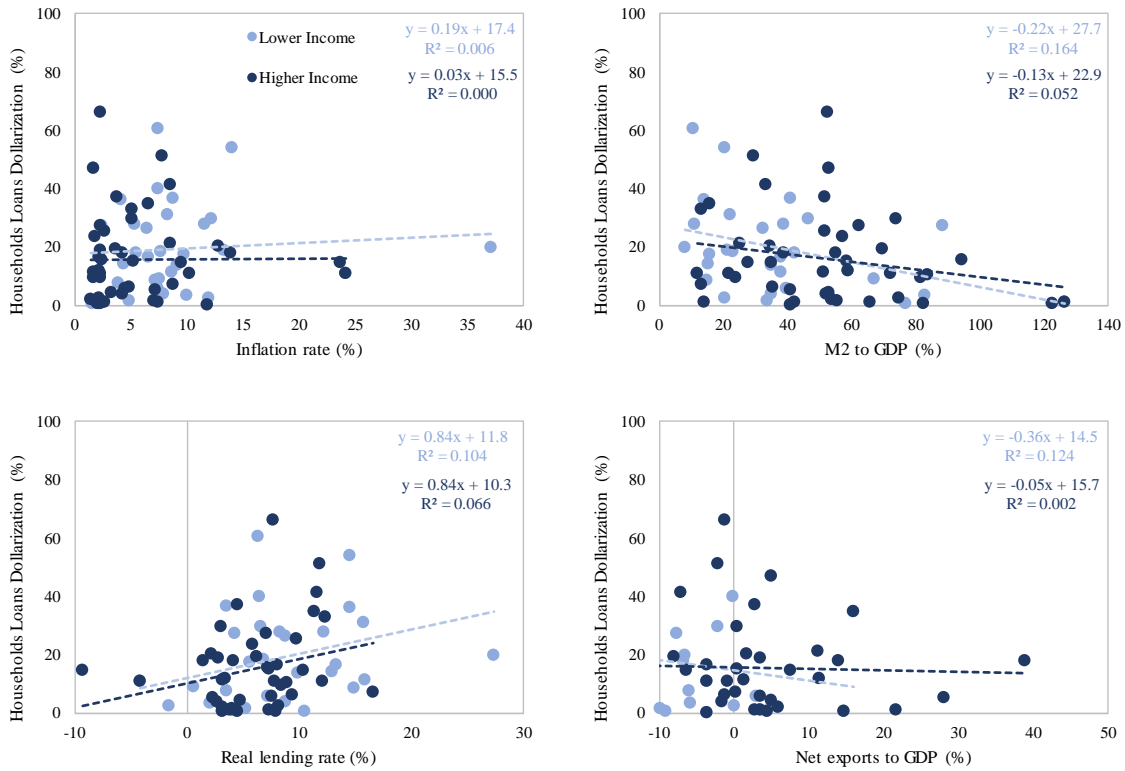 Households Loans Dollarization (%)
100
80
60
40
20
0
Lower Income
Higher Income
y = 0.19x + 17.4
R² = 0.006
y = 0.03x + 15.5
R² = 0.000
0 5 10 15 20 25 30 35 40
Inflation rate (%)
Households Loans Dollarization (%)
100
80
60
40
20
0
y = -0.22x + 27.7
R² = 0.164
y = -0.13x + 22.9
R² = 0.052
0 20 40 60 80 100 120 140
M2 to GDP (%)
Households Loans Dollarization (%)
100
80
60
40
20
0
y = 0.84x + 11.8
R² = 0.104
y = 0.84x + 10.3
R² = 0.066
-10 0 10 20 30
Real lending rate (%)
Households Loans Dollarization (%)
100
80
60
40
20
0
y = -0.36x + 14.5
R² = 0.124
y = -0.05x + 15.7
R² = 0.002
-10 0 10 20 30 40 50
Net exports to GDP (%)